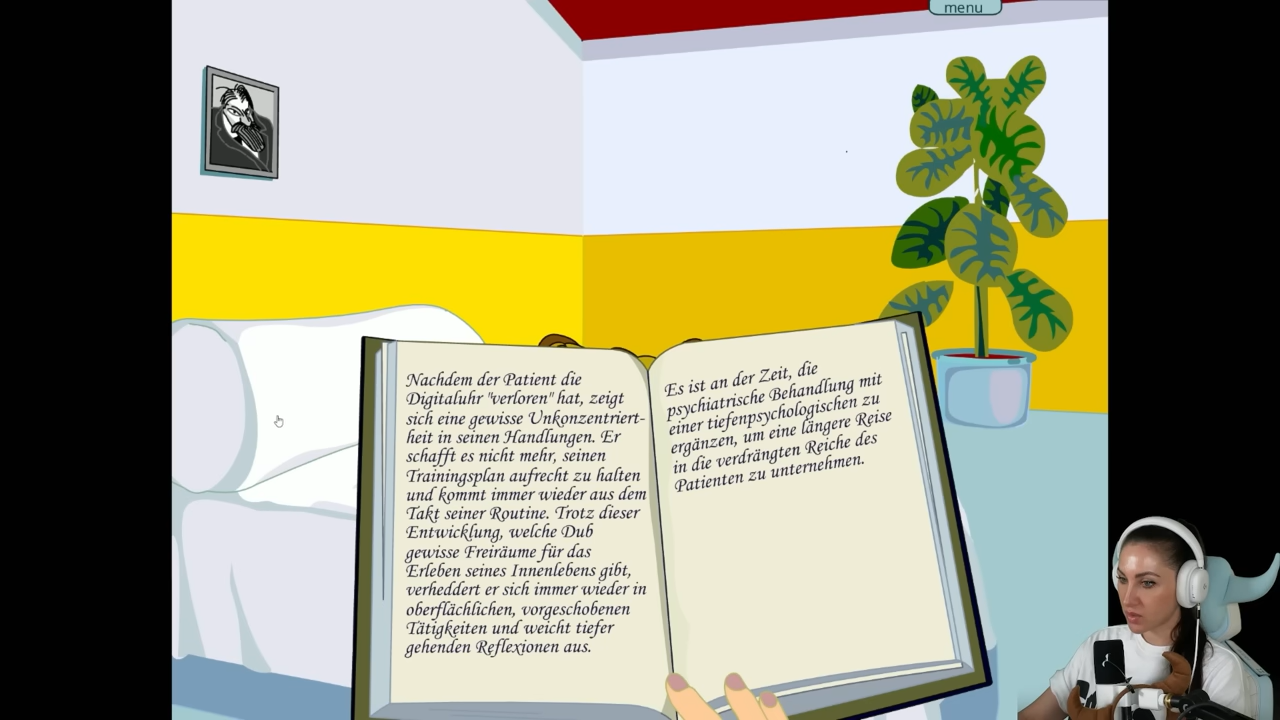 menu
Nachdem der Patient die
Digitaluhr "verloren" hat, zeigt
sich eine gewisse Unkonzentriert-
heit in seinen Handlungen. Er
schafft es nicht mehr, seinen
Trainingsplan aufrecht zu halten
und kommt immer wieder aus dem
Takt seiner Routine. Trotz dieser
Entwicklung, welche Dub
gewisse Freiräume für das
Erleben seines Innenlebens gibt,
verheddert er sich immer wieder in
oberflächlichen, vorgeschobenen
Tätigkeiten und weicht tiefer
gehenden Reflexionen aus.
Es ist an der Zeit, die
psychiatrische Behandlung mit
einer tiefenpsychologischen zu
ergänzen, um eine längere Reise
in die verdrängten Reiche des
Patienten zu unternehmen.